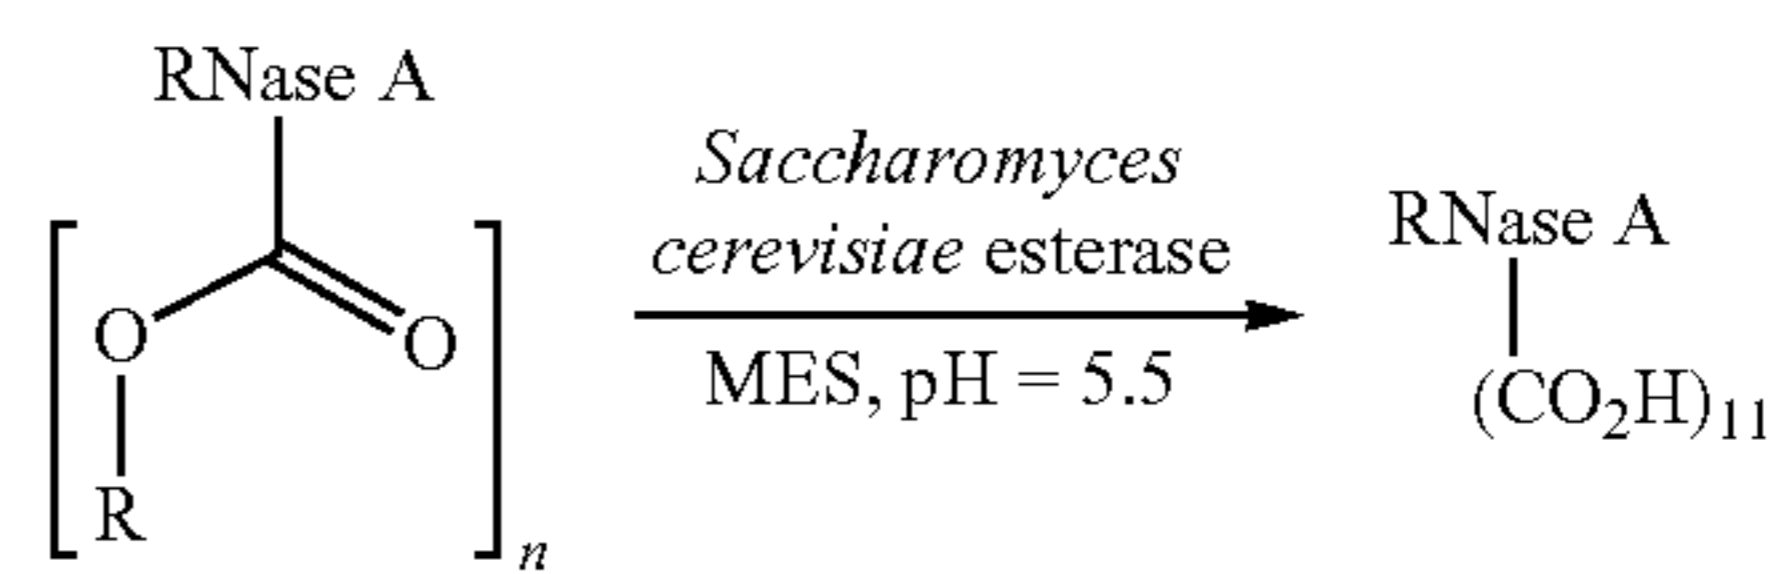 RNase A
O
O
R
n
Saccharomyces
cerevisiae esterase
MES, pH = 5.5
RNase A
(CO2H)11